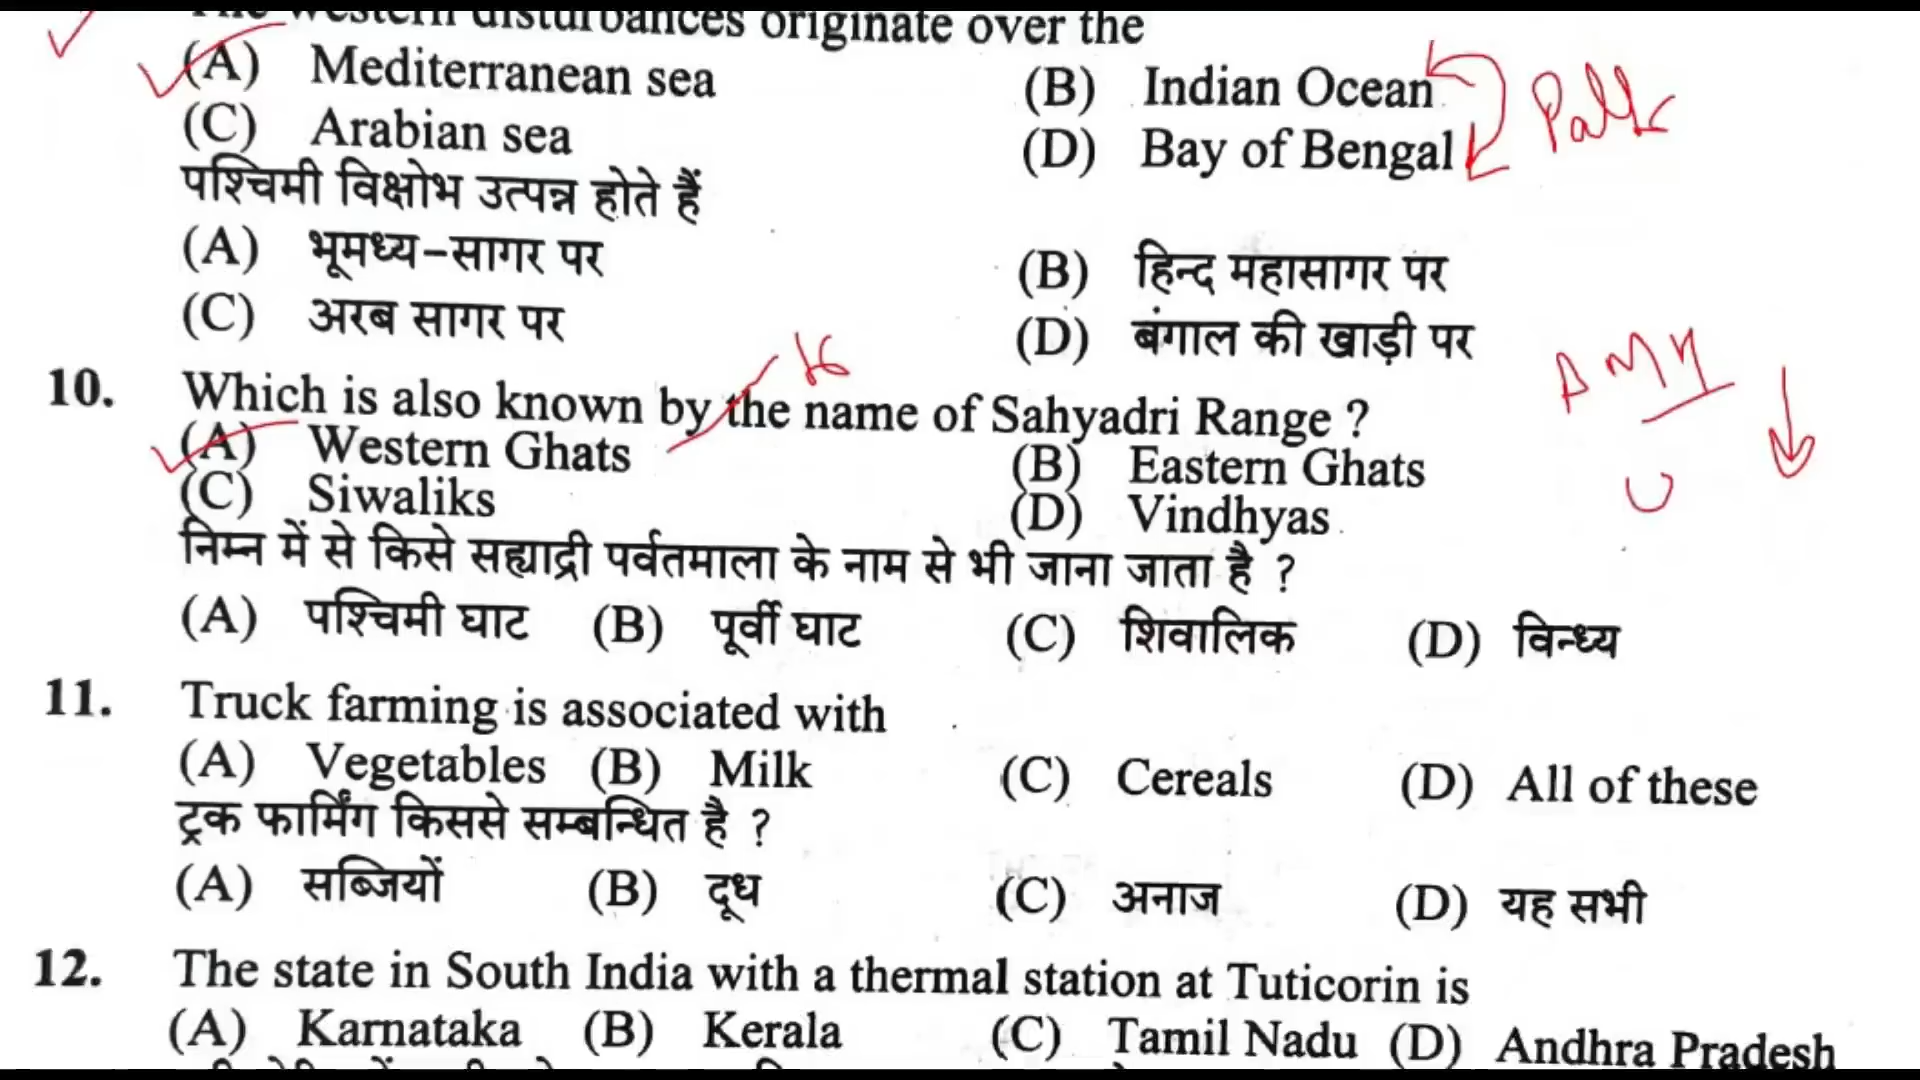 The western disturbances originate over the
(A) Mediterranean sea (B) Indian Ocean
(C) Arabian sea (D) Bay of Bengal
पश्चिमी विक्षोभ उत्पन्न होते हैं
(A) भूमध्य-सागर पर (B) हिन्द महासागर पर
(C) अरब सागर पर (D) बंगाल की खाड़ी पर
10. Which is also known by the name of Sahyadri Range ?
(A) Western Ghats (B) Eastern Ghats
(C) Siwaliks (D) Vindhyas
निम्न में से किसे सह्याद्री पर्वतमाला के नाम से भी जाना जाता है ?
(A) पश्चिमी घाट (B) पूर्वी घाट (C) शिवालिक (D) विन्ध्य
11. Truck farming is associated with
(A) Vegetables (B) Milk (C) Cereals (D) All of these
ट्रक फार्मिंग किससे सम्बन्धित है ?
(A) सब्जियों (B) दूध (C) अनाज (D) यह सभी
12. The state in South India with a thermal station at Tuticorin is
(A) Karnataka (B) Kerala (C) Tamil Nadu (D) Andhra Pradesh